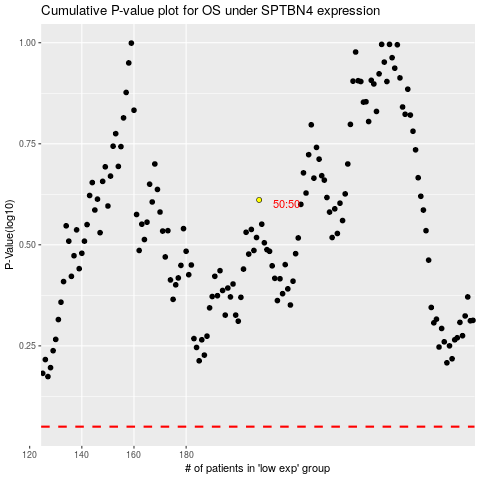 Cumulative P-value plot for OS under SPTBN4 expression
P-Value(log10)
1.00
0.75
0.50
0.25
50:50
120 140 160 180
# of patients in 'low exp' group